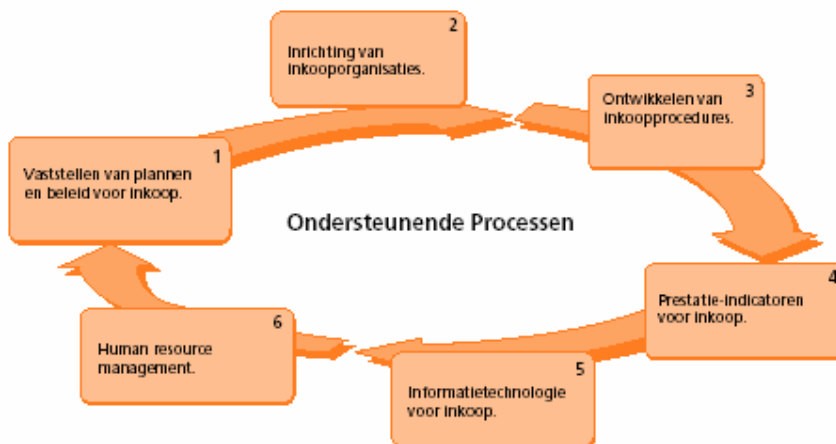 2
Inrichting van
inkooporganisaties.
3
Ontwikkelen van
inkoopprocedures.
1
Vaststellen van plannen
en beleid voor inkoop.
Ondersteunende Processen
4
Prestatie-indicatoren
voor inkoop.
6
Human resource
management.
5
Informatietechnologie
voor inkoop.